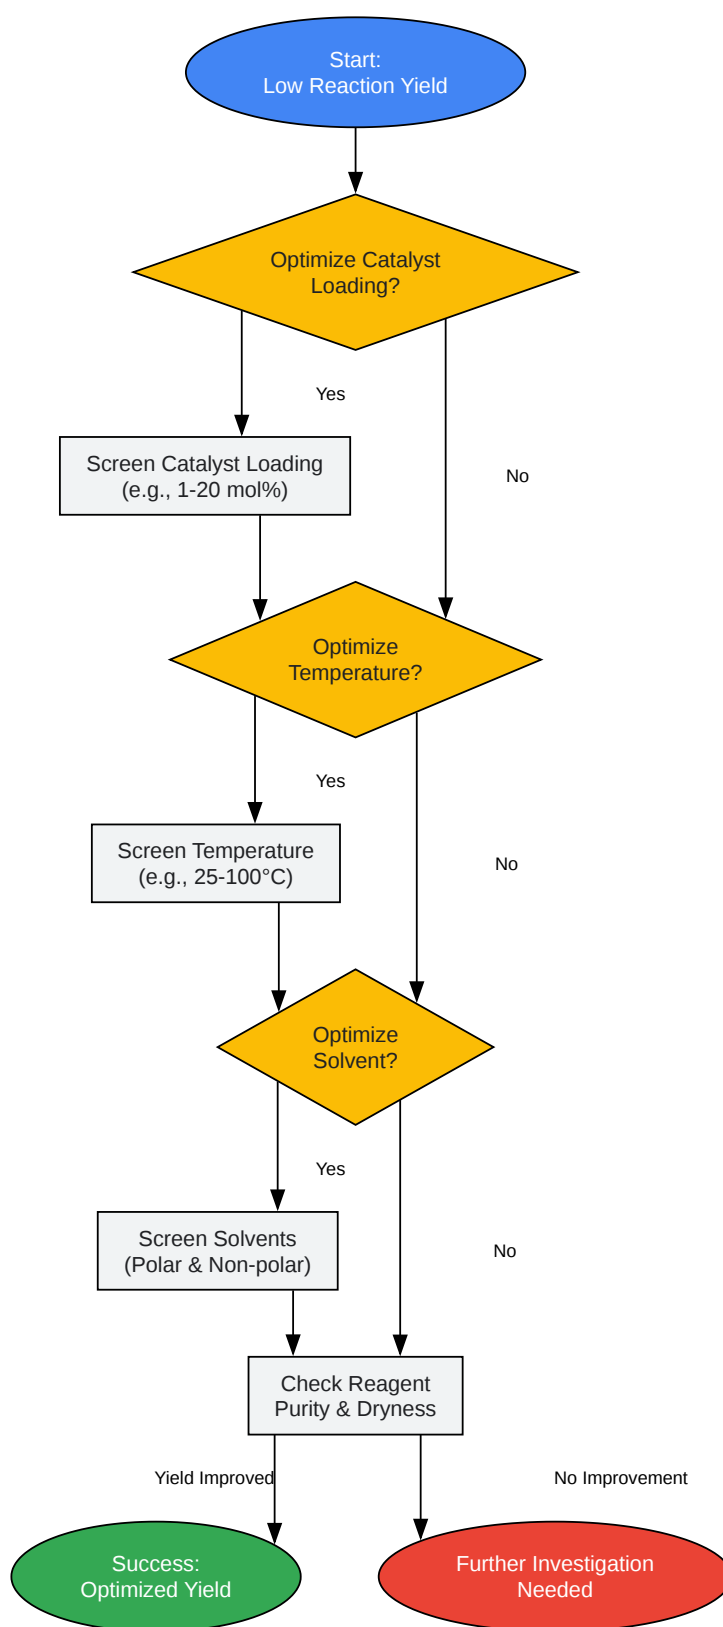 Start:
Low Reaction Yield
Optimize Catalyst
Loading?
Yes
Screen Catalyst Loading
(e.g., 1-20 mol%)
No
Optimize
Temperature?
Yes
Screen Temperature
(e.g., 25-100°C)
No
Optimize
Solvent?
Yes
Screen Solvents
(Polar & Non-polar)
No
Check Reagent
Purity & Dryness
Yield Improved
No Improvement
Success:
Optimized Yield
Further Investigation
Needed